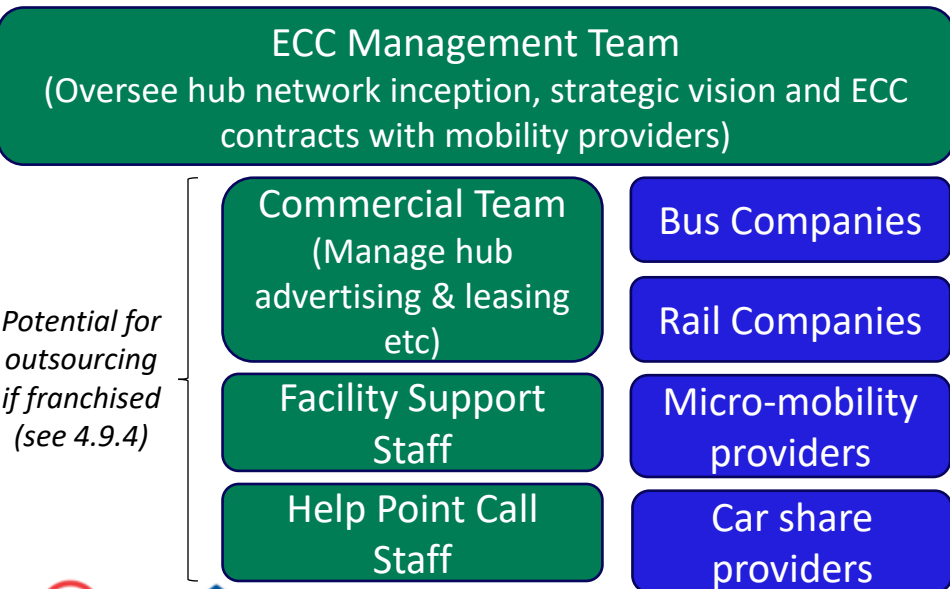 ECC Management Team
(Oversee hub network inception, strategic vision and ECC
contracts with mobility providers)
Potential for
outsourcing
if franchised
(see 4.9.4)
Commercial Team
(Manage hub
advertising & leasing
etc)
Facility Support
Staff
Help Point Call
Staff
Bus Companies
Rail Companies
Micro-mobility
providers
Car share
providers